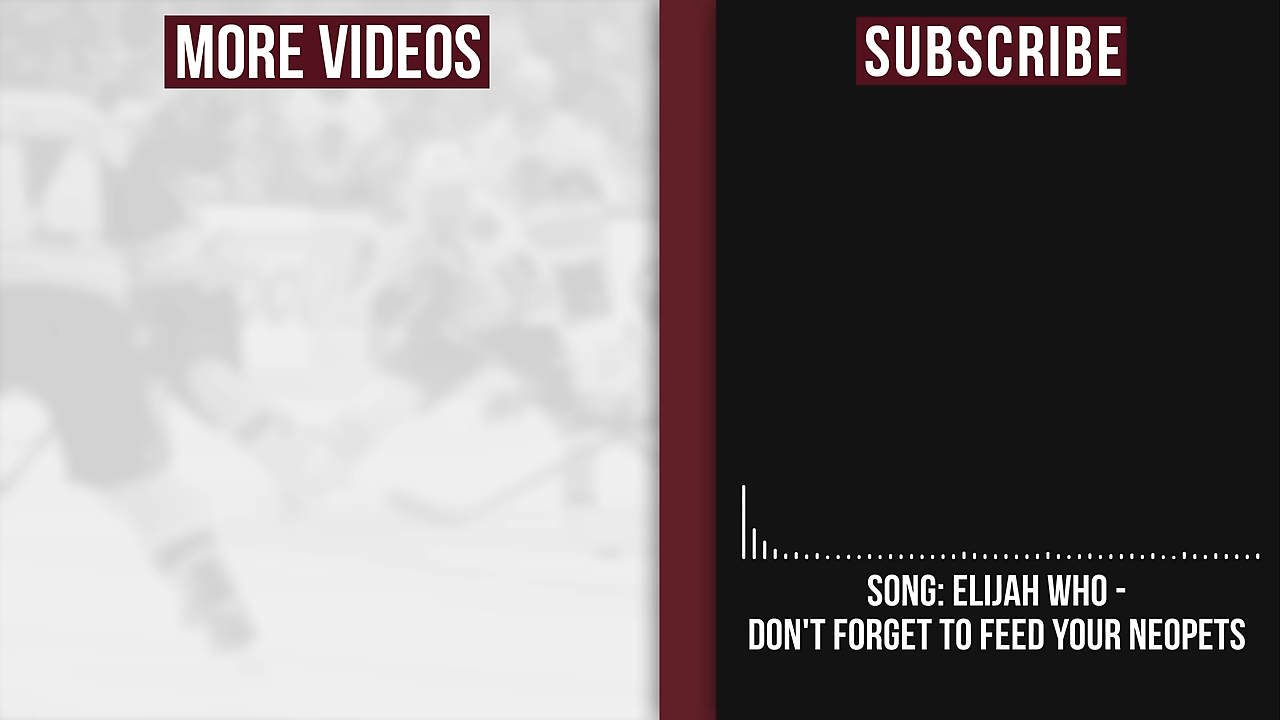 MORE VIDEOS
SUBSCRIBE
SONG: ELIJAH WHO -
DON'T FORGET TO FEED YOUR NEOPETS